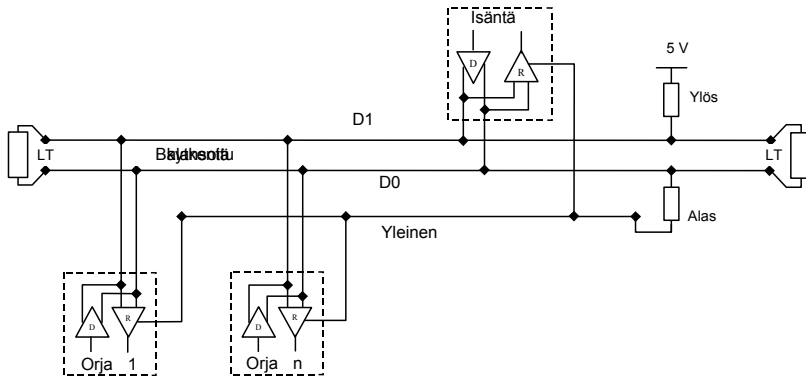 Isäntä
D
R
5 V
Ylös
D1
LT
LT
D0
Alas
Yleinen
D
R
D
R
Orja 1
Orja n